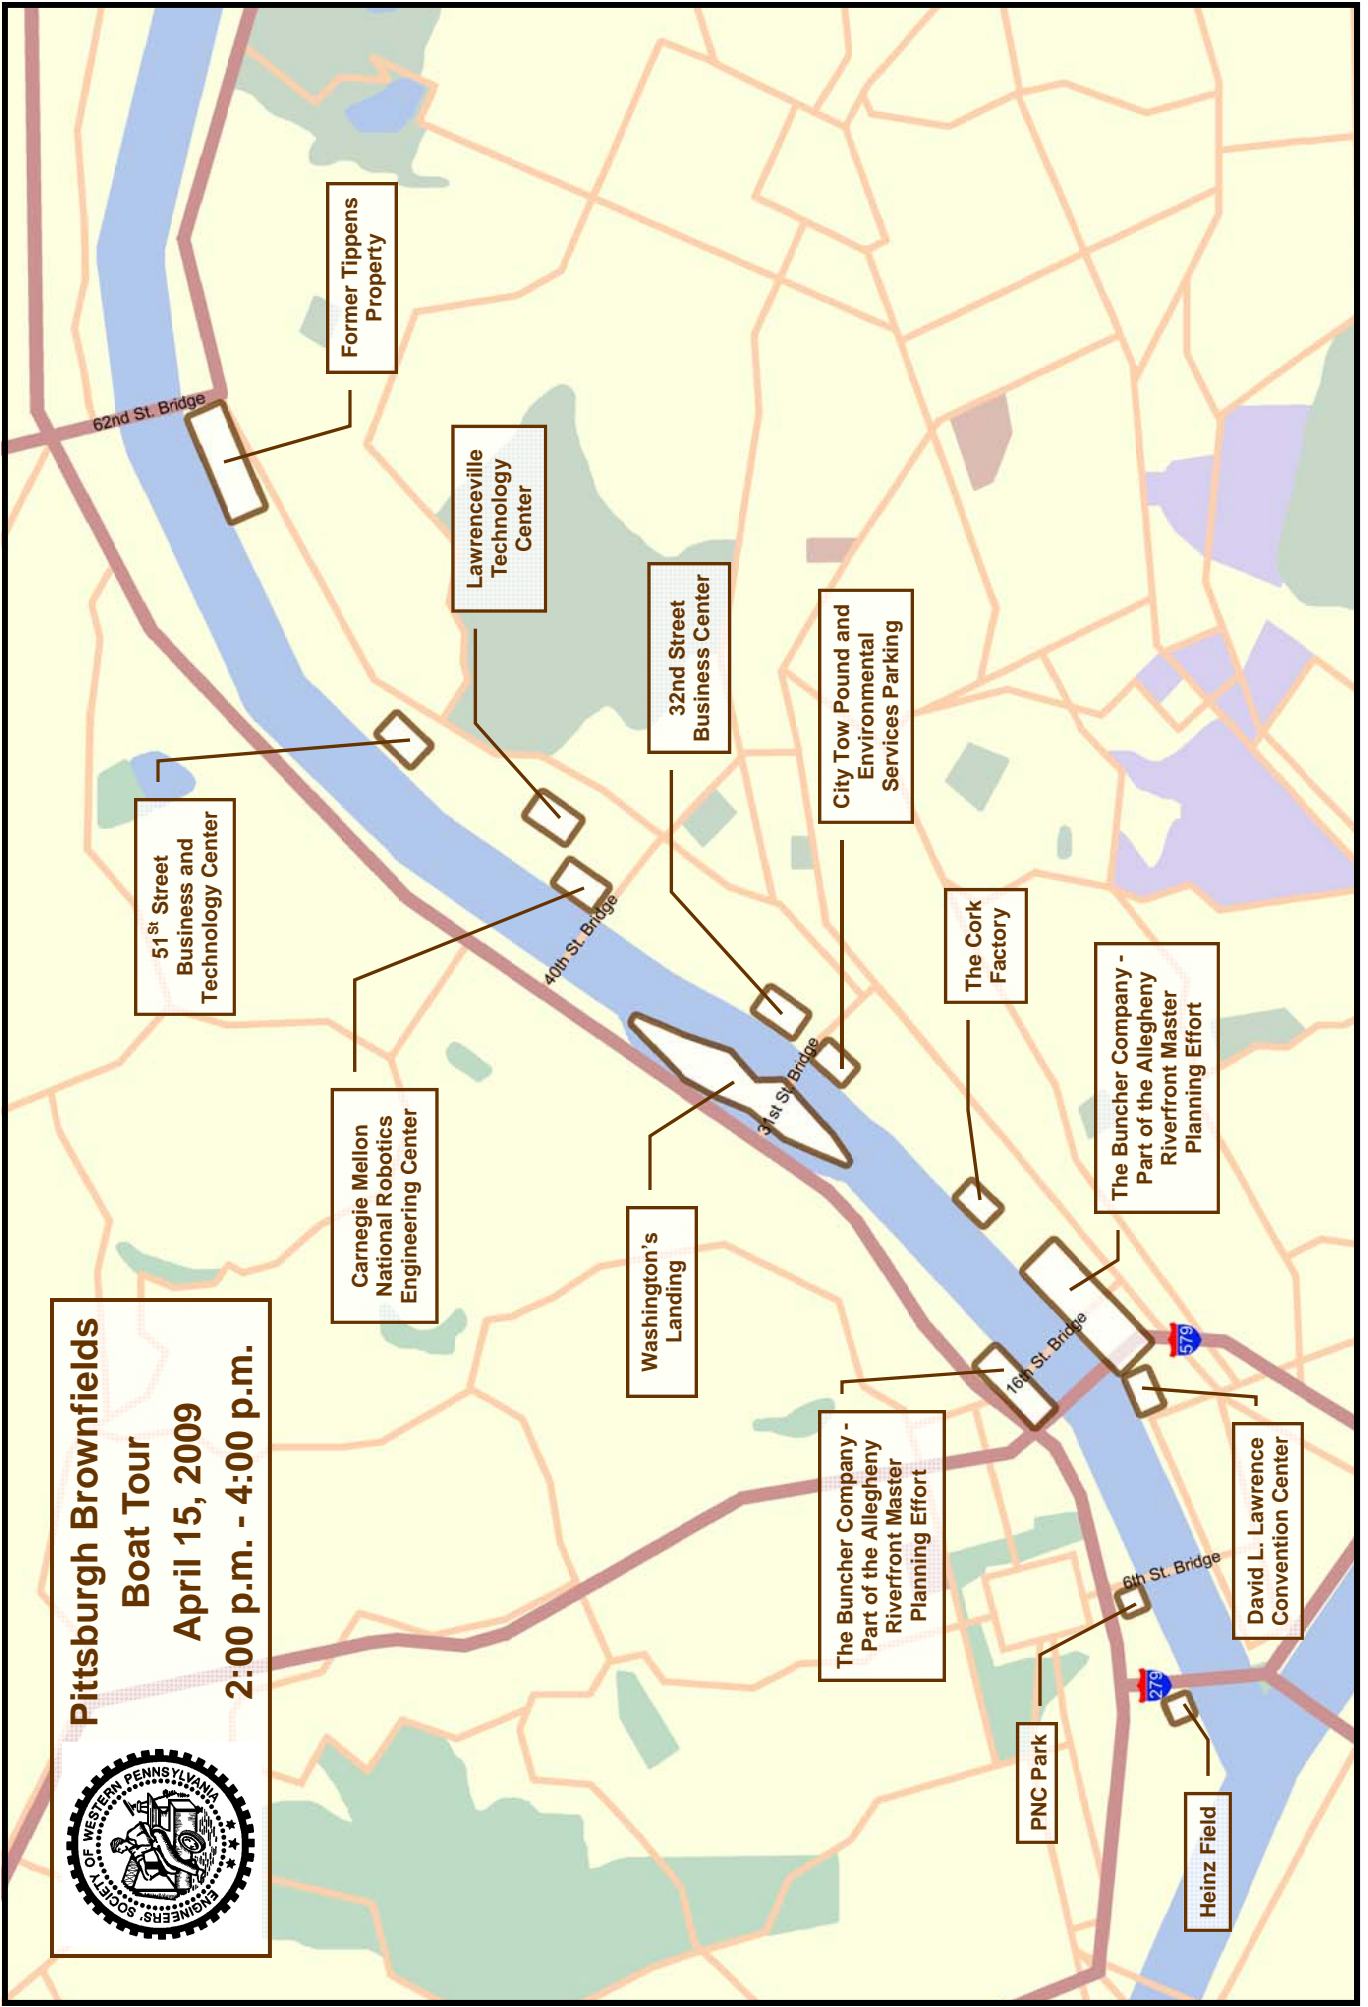 Pittsburgh Brownfields
Boat Tour
April 15, 2009
2:00 p.m. - 4:00 p.m.
ENGINEERS' SOCIETY OF WESTERN PENNSYLVANIA
51St Street
Business and
Technology Center
62nd St. Bridge
Former Tippens
Property
Carnegie Mellon
National Robotics
Engineering Center
Lawrenceville
Technology
Center
40th St. Bridge
Washington's
Landing
32nd Street
Business Center
31st St. Bridge
City Tow Pound and
Environmental
Services Parking
The Buncher Company -
Part of the Allegheny
Riverfront Master
Planning Effort
The Cork
Factory
16th St. Bridge
PNC Park
6th St. Bridge
The Buncher Company -
Part of the Allegheny
Riverfront Master
Planning Effort
279
579
Heinz Field
David L. Lawrence
Convention Center